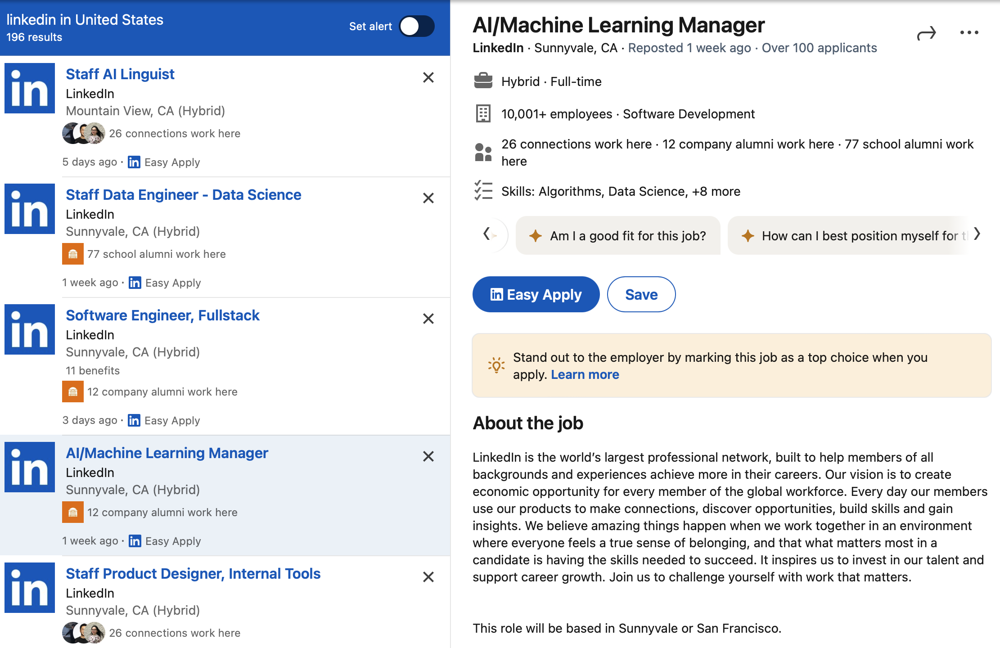 linkedin in United States
196 results
Set alert
in
Staff AI Linguist
LinkedIn
Mountain View, CA (Hybrid)
26 connections work here
5 days ago · in Easy Apply
in
Staff Data Engineer - Data Science
LinkedIn
Sunnyvale, CA (Hybrid)
77 school alumni work here
1 week ago · in Easy Apply
in
Software Engineer, Fullstack
LinkedIn
Sunnyvale, CA (Hybrid)
11 benefits
12 company alumni work here
3 days ago · in Easy Apply
in
AI/Machine Learning Manager
LinkedIn
Sunnyvale, CA (Hybrid)
12 company alumni work here
1 week ago · in Easy Apply
in
Staff Product Designer, Internal Tools
LinkedIn
Sunnyvale, CA (Hybrid)
26 connections work here
AI/Machine Learning Manager
LinkedIn · Sunnyvale, CA · Reposted 1 week ago · Over 100 applicants
Hybrid · Full-time
10,001+ employees · Software Development
26 connections work here · 12 company alumni work here · 77 school alumni work
here
Skills: Algorithms, Data Science, +8 more
Am I a good fit for this job?
How can I best position myself for
in Easy Apply
Save
Stand out to the employer by marking this job as a top choice when you
apply. Learn more
About the job
LinkedIn is the world’s largest professional network, built to help members of all
backgrounds and experiences achieve more in their careers. Our vision is to create
economic opportunity for every member of the global workforce. Every day our members
use our products to make connections, discover opportunities, build skills and gain
insights. We believe amazing things happen when we work together in an environment
where everyone feels a true sense of belonging, and that what matters most in a
candidate is having the skills needed to succeed. It inspires us to invest in our talent and
support career growth. Join us to challenge yourself with work that matters.
This role will be based in Sunnyvale or San Francisco.